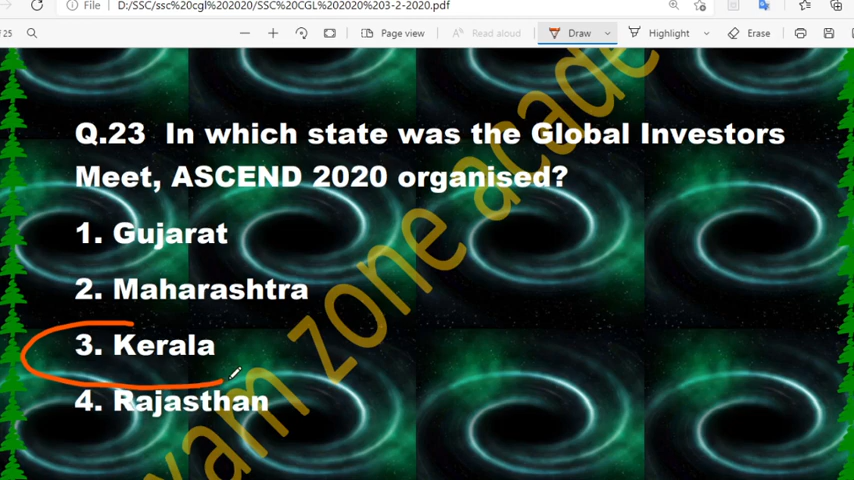 File D:/SSC/ssc%20cgl%202020/SSC%20CGL%202020%203-2-2020.pdf
/25 Page view Read aloud Draw Highlight Erase
Q.23 In which state was the Global Investors
Meet, ASCEND 2020 organised?
1. Gujarat
2. Maharashtra
3. Kerala
4. Rajasthan
xam zone acade